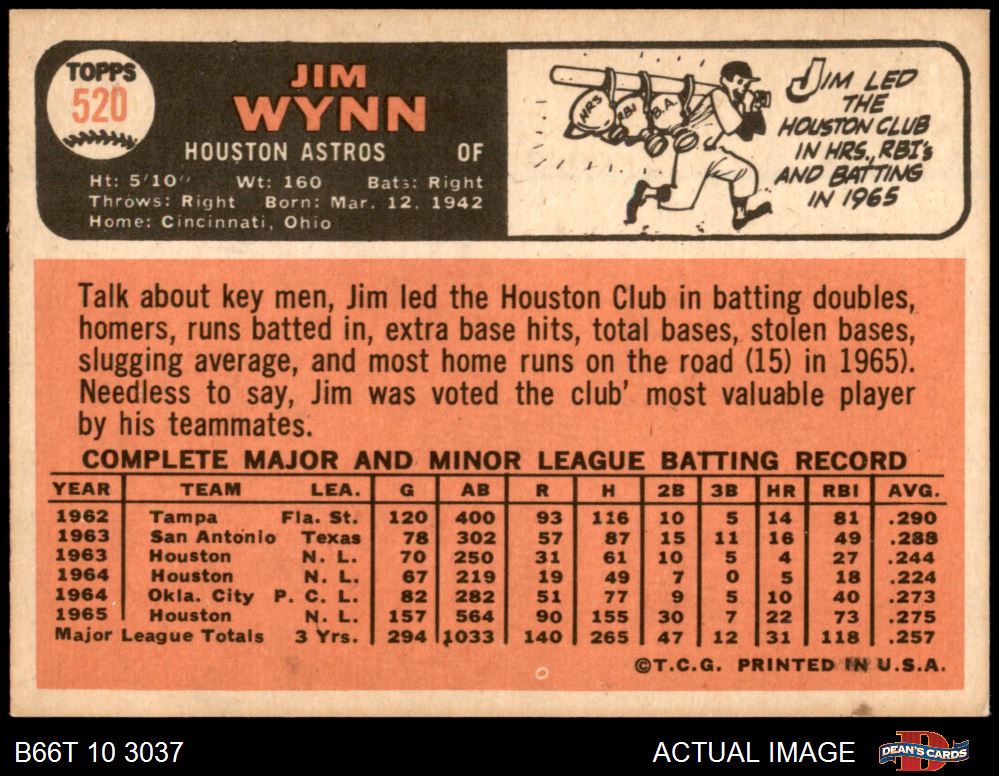 TOPPS
520
JIM
WYNN
HOUSTON ASTROS OF
Ht: 5'10" Wt: 160 Bats: Right
Throws: Right Born: Mar. 12, 1942
Home: Cincinnati, Ohio
HRS RBI B.A.
JIM LED
THE
HOUSTON CLUB
IN HRS., RBI's
AND BATTING
IN 1965
Talk about key men, Jim led the Houston Club in batting doubles,
homers, runs batted in, extra base hits, total bases, stolen bases,
slugging average, and most home runs on the road (15) in 1965).
Needless to say, Jim was voted the club' most valuable player
by his teammates.
COMPLETE MAJOR AND MINOR LEAGUE BATTING RECORD
YEAR TEAM LEA. G AB R H 2B 3B HR RBI AVG.
1962 Tampa Fla. St. 120 400 93 116 10 5 14 81 .290
1963 San Antonio Texas 78 302 57 87 15 11 16 49 .288
1963 Houston N. L. 70 250 31 61 10 5 4 27 .244
1964 Houston N. L. 67 219 19 49 7 0 5 18 .224
1964 Okla. City P. C. L. 82 282 51 77 9 5 10 40 .273
1965 Houston N. L. 157 564 90 155 30 7 22 73 .275
Major League Totals 3 Yrs. 294 1033 140 265 47 12 31 118 .257
©T.C.G. PRINTED IN U.S.A.
B66T 10 3037 ACTUAL IMAGE DEAN'S CARDS